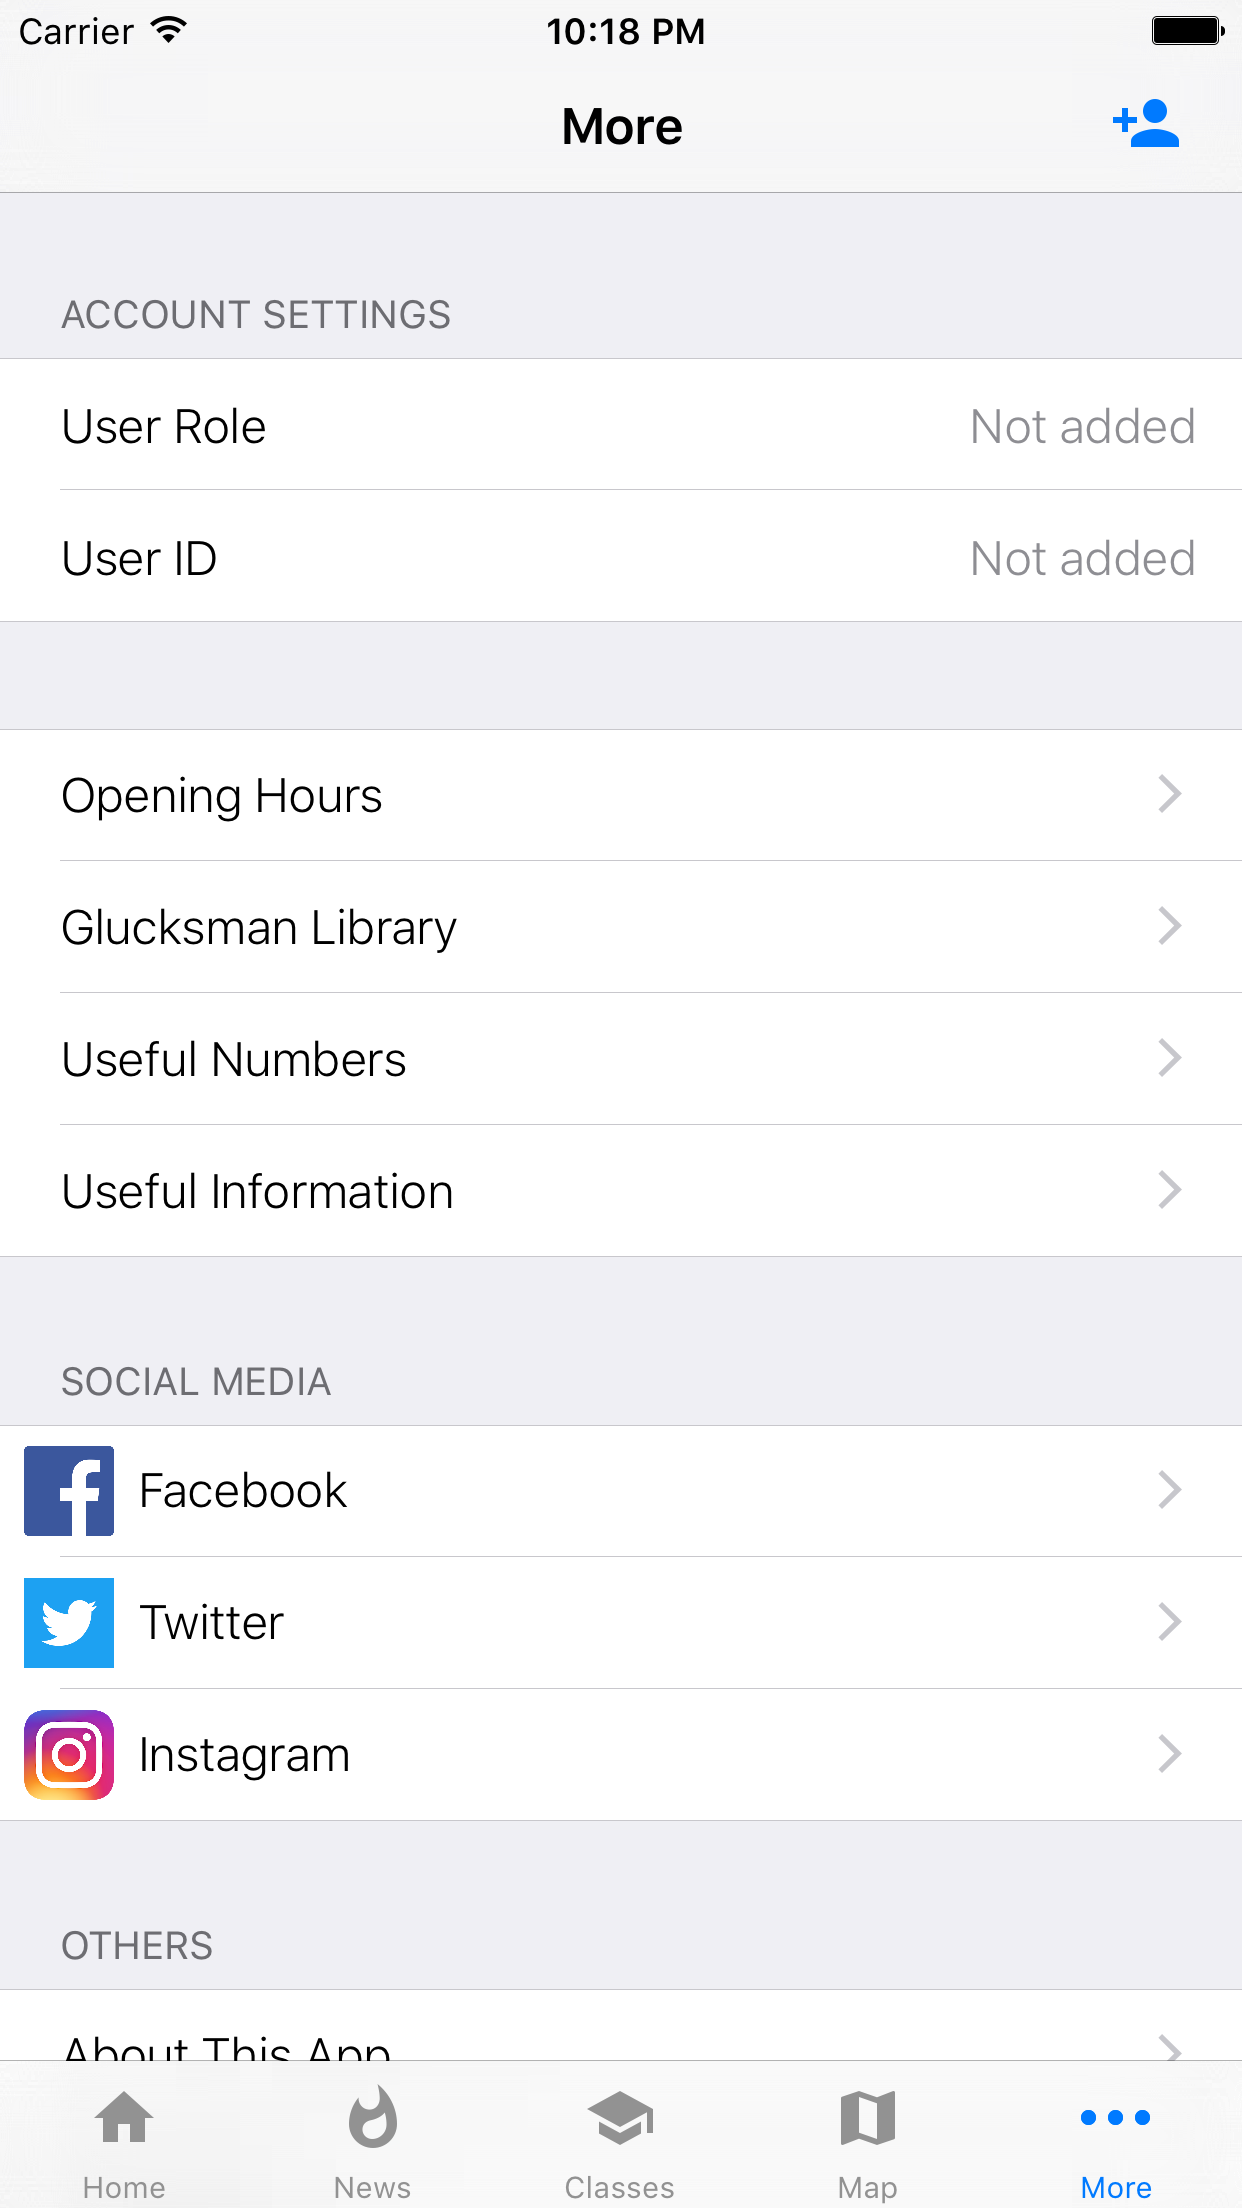 Carrier 10:18 PM
More
ACCOUNT SETTINGS
User Role Not added
User ID Not added
Opening Hours
Glucksman Library
Useful Numbers
Useful Information
SOCIAL MEDIA
Facebook
Twitter
Instagram
OTHERS
About This App
Home News Classes Map More